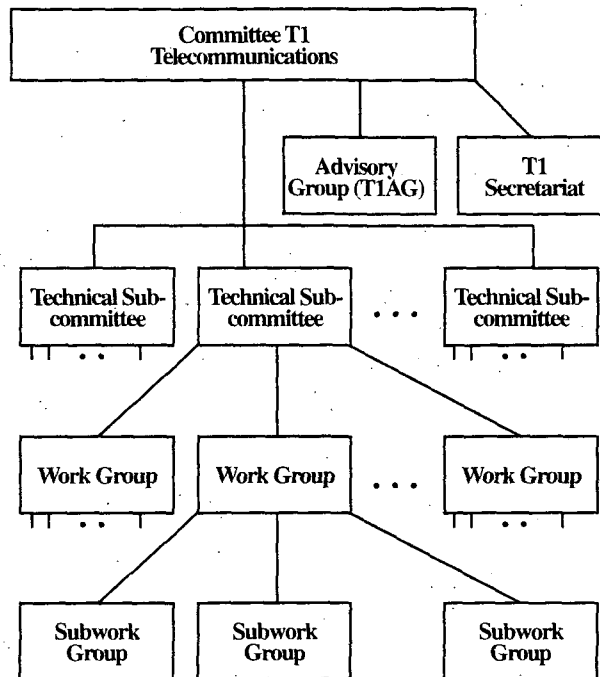 Committee T1
Telecommunications
Advisory
Group (T1AG)
T1
Secretariat
Technical Sub-
committee
Technical Sub-
committee
. . .
Technical Sub-
committee
Work Group
Work Group
. . .
Work Group
Subwork
Group
Subwork
Group
Subwork
Group